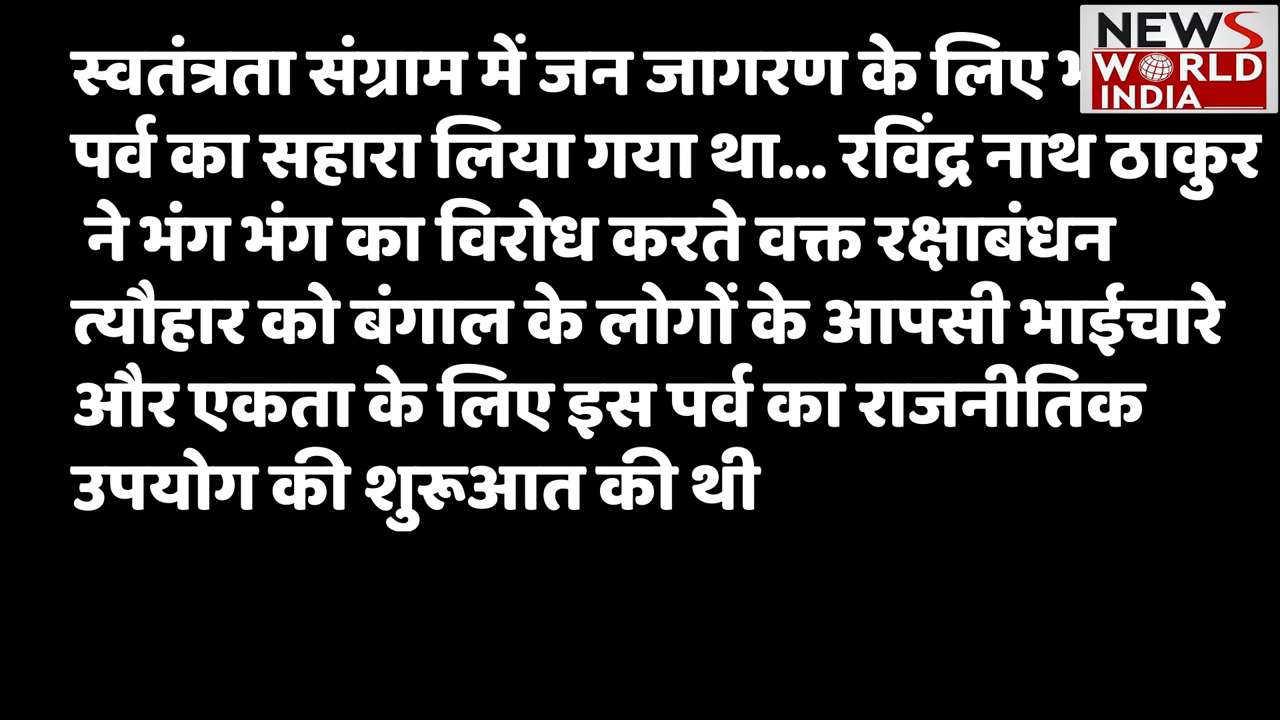 स्वतंत्रता संग्राम में जन जागरण के लिए
पर्व का सहारा लिया गया था... रविंद्र नाथ ठाकुर
ने भंग भंग का विरोध करते वक्त रक्षाबंधन
त्यौहार को बंगाल के लोगों के आपसी भाईचारे
और एकता के लिए इस पर्व का राजनीतिक
उपयोग की शुरूआत की थी
NEWS
WORLD
INDIA